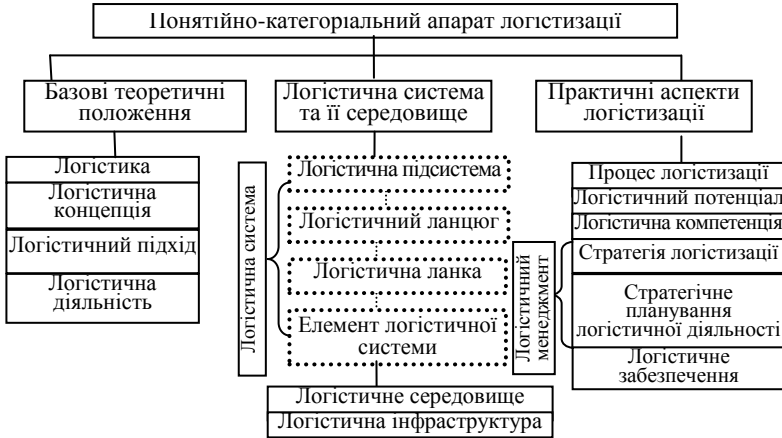 Понятійно-категоріальний апарат логістизації
Базові теоретичні
положення
Логістика
Логістична
концепція
Логістичний підхід
Логістична
діяльність
Логістична система
та її середовище
Логістична система
Логістична підсистема
Логістичний ланцюг
Логістична ланка
Елемент логістичної
системи
Логістичне середовище
Логістична інфраструктура
Практичні аспекти
логістизації
Процес логістизації
Логістичний потенціал
Логістична компетенція
Логістичний
менеджмент
Стратегія логістизації
Стратегічне
планування
логістичної діяльності
Логістичне
забезпечення